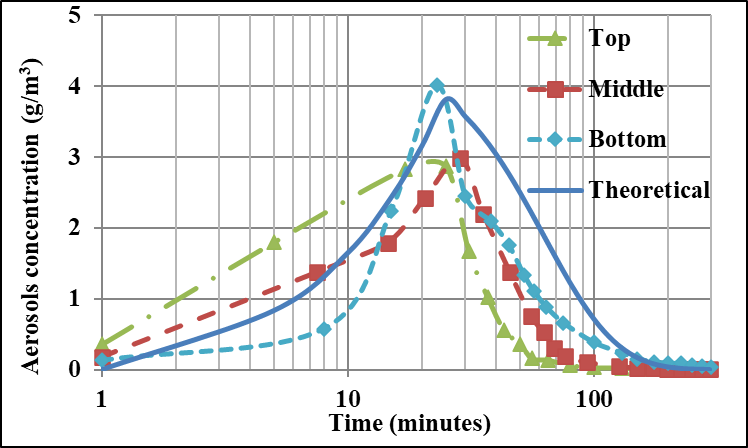 Aerosols concentration (g/m³)
5
4
3
2
1
0
1
10
100
Time (minutes)
Top
Middle
Bottom
Theoretical